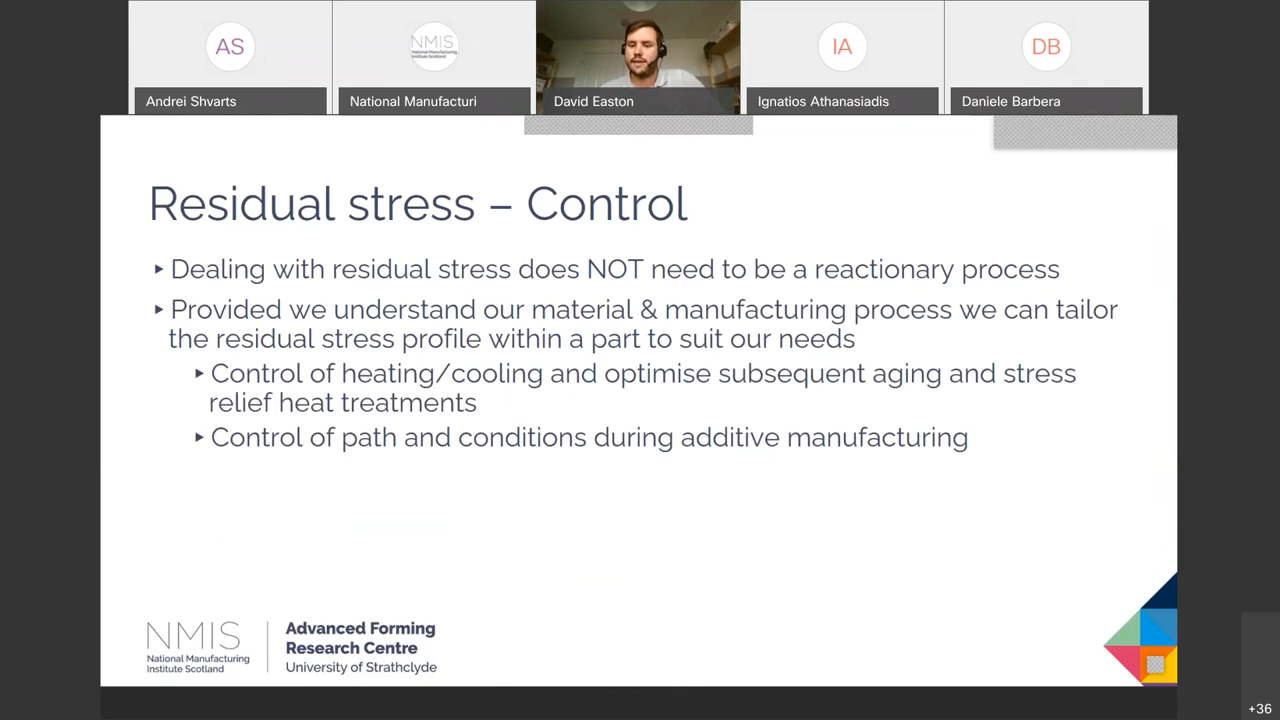 AS
NMIS
National Manufacturing
Institute Scotland
IA
DB
Andrei Shvarts
National Manufacturi
David Easton
Ignatios Athanasiadis
Daniele Barbera
Residual stress – Control
Dealing with residual stress does NOT need to be a reactionary process
Provided we understand our material & manufacturing process we can tailor
the residual stress profile within a part to suit our needs
Control of heating/cooling and optimise subsequent aging and stress
relief heat treatments
Control of path and conditions during additive manufacturing
NMIS
National Manufacturing
Institute Scotland
Advanced Forming
Research Centre
University of Strathclyde
+36